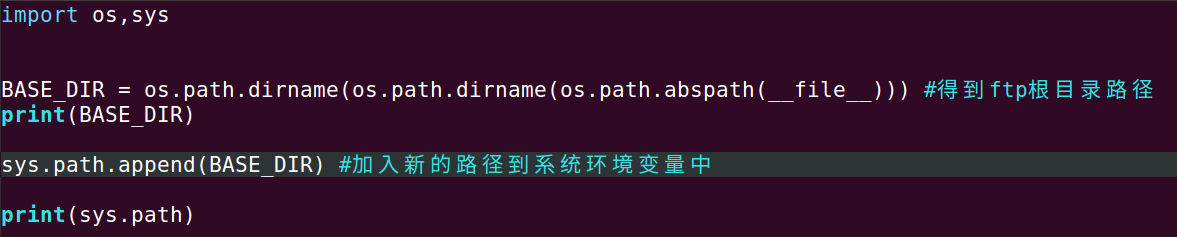 import os,sys
BASE_DIR = os.path.dirname(os.path.dirname(os.path.abspath(__file__))) #得到ftp根目录路径
print(BASE_DIR)
sys.path.append(BASE_DIR) #加入新的路径到系统环境变量中
print(sys.path)